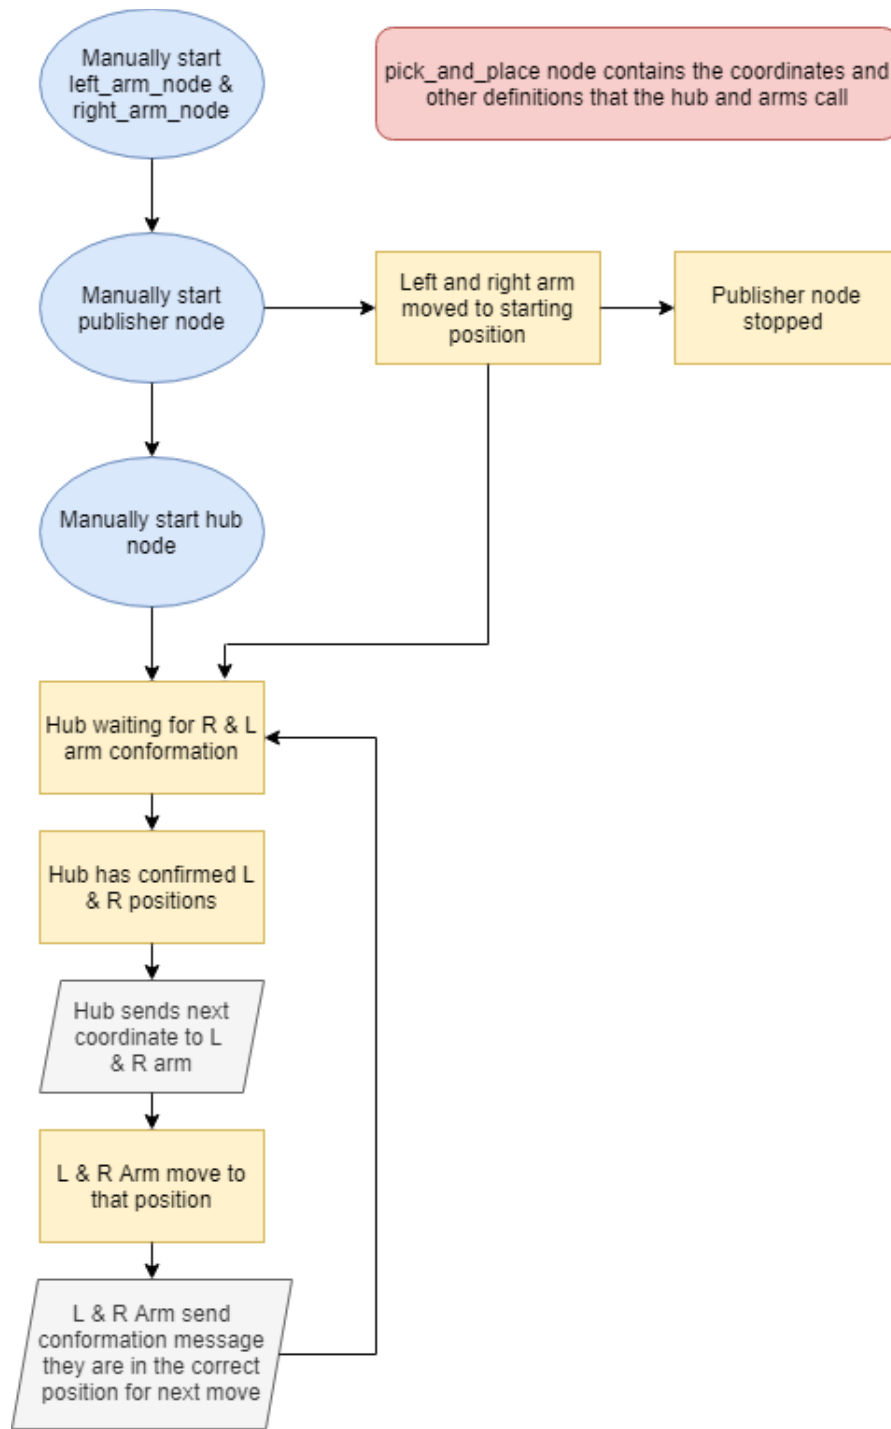 Manually start
left_arm_node &
right_arm_node
pick_and_place node contains the coordinates and
other definitions that the hub and arms call
Manually start
publisher node
Left and right arm
moved to starting
position
Publisher node
stopped
Manually start hub
node
Hub waiting for R & L
arm conformation
Hub has confirmed L
& R positions
Hub sends next
coordinate to L
& R arm
L & R Arm move to
that position
L & R Arm send
conformation message
they are in the correct
position for next move